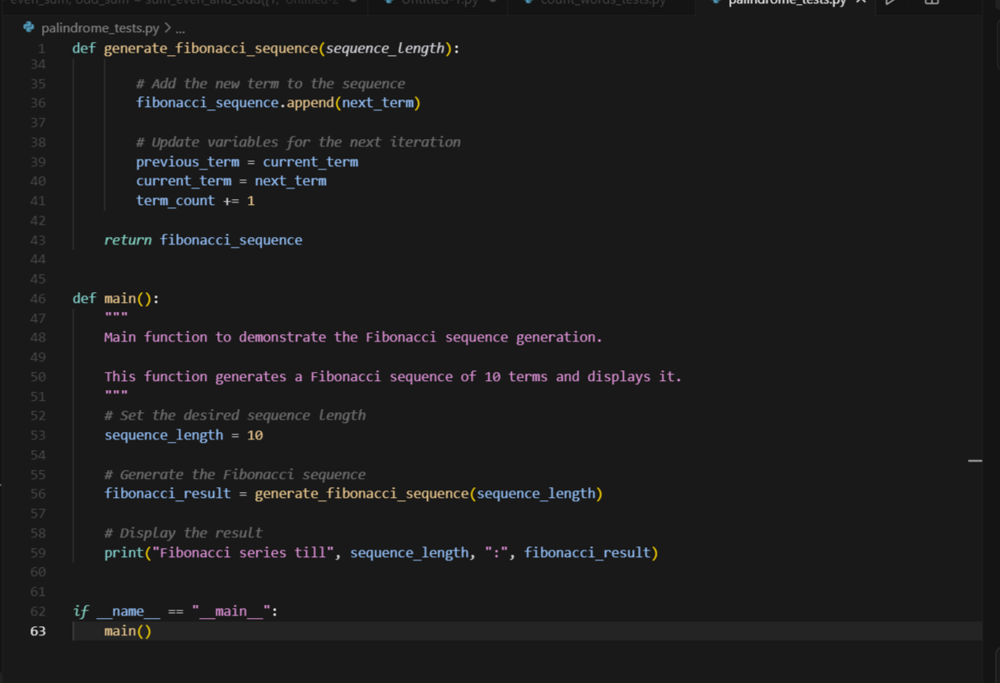 even_sum, odd_sum = sum_even_and_odd([1, Untitled-2 Untitled-1.py count_words_tests.py palindrome_tests.py
palindrome_tests.py > ...
1 def generate_fibonacci_sequence(sequence_length):
34
35 # Add the new term to the sequence
36 fibonacci_sequence.append(next_term)
37
38 # Update variables for the next iteration
39 previous_term = current_term
40 current_term = next_term
41 term_count += 1
42
43 return fibonacci_sequence
44
45
46 def main():
47 """
48 Main function to demonstrate the Fibonacci sequence generation.
49
50 This function generates a Fibonacci sequence of 10 terms and displays it.
51 """
52 # Set the desired sequence length
53 sequence_length = 10
54
55 # Generate the Fibonacci sequence
56 fibonacci_result = generate_fibonacci_sequence(sequence_length)
57
58 # Display the result
59 print("Fibonacci series till", sequence_length, ":", fibonacci_result)
60
61
62 if __name__ == "__main__":
63 main()